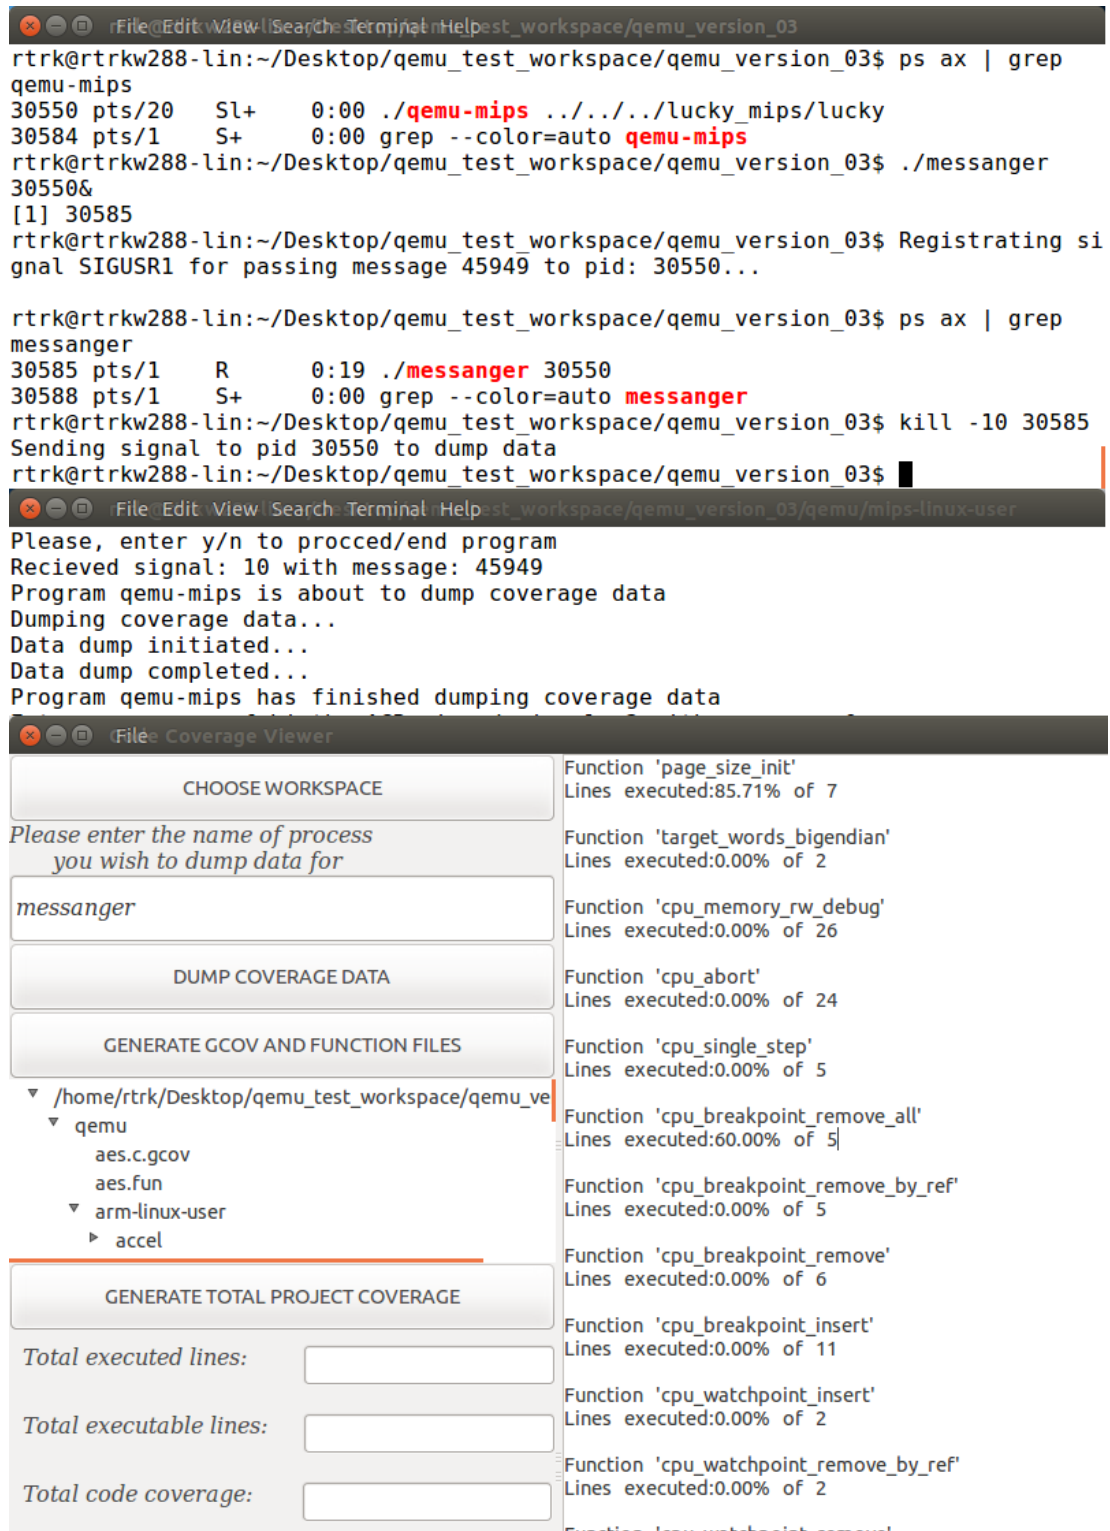 File Edit View Search Terminal Help
rtrk@rtrkw288-lin:~/Desktop/qemu_test_workspace/qemu_version_03$ ps ax | grep
qemu-mips
30550 pts/20   Sl+    0:00 ./qemu-mips ../../../lucky_mips/lucky
30584 pts/1    S+     0:00 grep --color=auto qemu-mips
rtrk@rtrkw288-lin:~/Desktop/qemu_test_workspace/qemu_version_03$ ./messanger
30550&
[1] 30585
rtrk@rtrkw288-lin:~/Desktop/qemu_test_workspace/qemu_version_03$ Registrating si
gnal SIGUSR1 for passing message 45949 to pid: 30550...
rtrk@rtrkw288-lin:~/Desktop/qemu_test_workspace/qemu_version_03$ ps ax | grep
messanger
30585 pts/1    R      0:19 ./messanger 30550
30588 pts/1    S+     0:00 grep --color=auto messanger
rtrk@rtrkw288-lin:~/Desktop/qemu_test_workspace/qemu_version_03$ kill -10 30585
Sending signal to pid 30550 to dump data
rtrk@rtrkw288-lin:~/Desktop/qemu_test_workspace/qemu_version_03$
File Edit View Search Terminal Help
Please, enter y/n to procced/end program
Recieved signal: 10 with message: 45949
Program qemu-mips is about to dump coverage data
Dumping coverage data...
Data dump initiated...
Data dump completed...
Program qemu-mips has finished dumping coverage data
File Coverage Viewer
CHOOSE WORKSPACE
Please enter the name of process
you wish to dump data for
messanger
DUMP COVERAGE DATA
GENERATE GCOV AND FUNCTION FILES
/home/rtrk/Desktop/qemu_test_workspace/qemu_ve
qemu
aes.c.gcov
aes.fun
arm-linux-user
accel
GENERATE TOTAL PROJECT COVERAGE
Total executed lines:
Total executable lines:
Total code coverage:
Function 'page_size_init'
Lines executed:85.71% of 7
Function 'target_words_bigendian'
Lines executed:0.00% of 2
Function 'cpu_memory_rw_debug'
Lines executed:0.00% of 26
Function 'cpu_abort'
Lines executed:0.00% of 24
Function 'cpu_single_step'
Lines executed:0.00% of 5
Function 'cpu_breakpoint_remove_all'
Lines executed:60.00% of 5
Function 'cpu_breakpoint_remove_by_ref'
Lines executed:0.00% of 5
Function 'cpu_breakpoint_remove'
Lines executed:0.00% of 6
Function 'cpu_breakpoint_insert'
Lines executed:0.00% of 11
Function 'cpu_watchpoint_insert'
Lines executed:0.00% of 2
Function 'cpu_watchpoint_remove_by_ref'
Lines executed:0.00% of 2